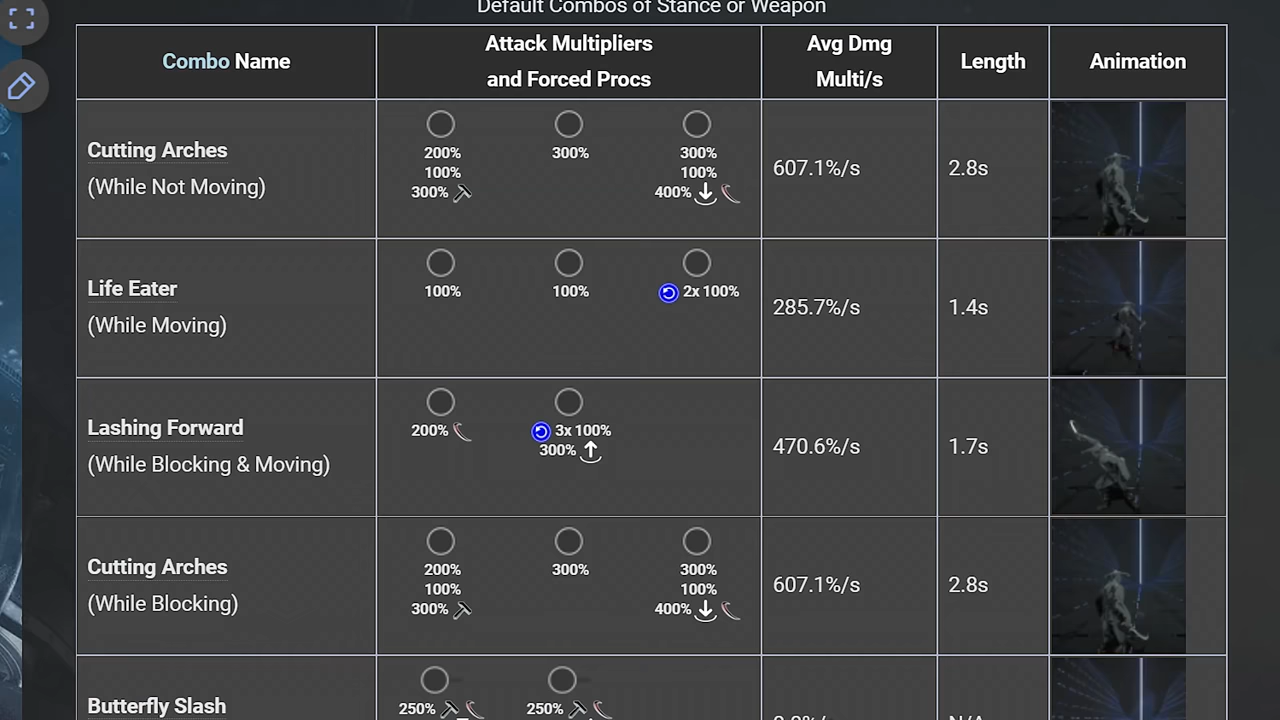 Default Combos of Stance or Weapon
Combo Name
Attack Multipliers
and Forced Procs
Avg Dmg
Multi/s
Length
Animation
Cutting Arches
(While Not Moving)
200%
100%
300%
300%
300%
100%
400%
607.1%/s
2.8s
Life Eater
(While Moving)
100%
100%
2x 100%
285.7%/s
1.4s
Lashing Forward
(While Blocking & Moving)
200%
3x 100%
300%
470.6%/s
1.7s
Cutting Arches
(While Blocking)
200%
100%
300%
300%
300%
100%
400%
607.1%/s
2.8s
Butterfly Slash
250%
250%